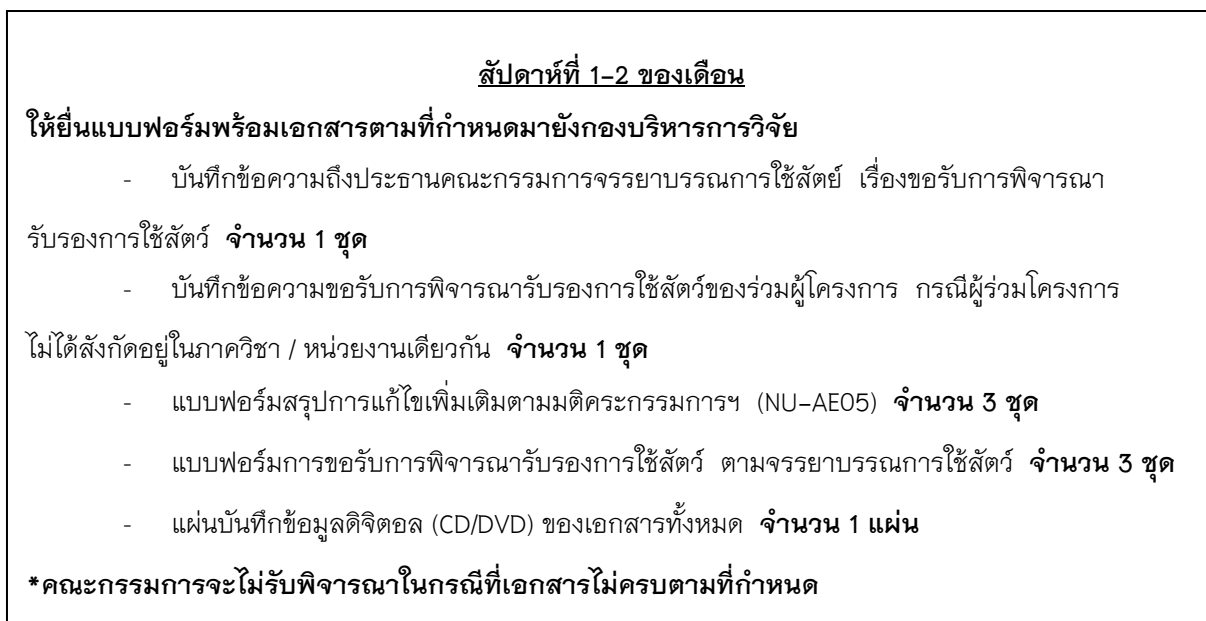 สัปดาห์ที่ 1-2 ของเดือน
ให้ยื่นแบบฟอร์มพร้อมเอกสารตามที่กำหนดมายังกองบริหารการวิจัย
- บันทึกข้อความถึงประธานคณะกรรมการจรรยาบรรณการใช้สัตย์ เรื่องขอรับการพิจารณา
รับรองการใช้สัตว์ จำนวน 1 ชุด
- บันทึกข้อความขอรับการพิจารณารับรองการใช้สัตว์ของร่วมผู้โครงการ กรณีผู้ร่วมโครงการ
ไม่ได้สังกัดอยู่ในภาควิชา / หน่วยงานเดียวกัน จำนวน 1 ชุด
- แบบฟอร์มสรุปการแก้ไขเพิ่มเติมตามมติคระกรรมการฯ (NU-AE05) จำนวน 3 ชุด
- แบบฟอร์มการขอรับการพิจารณารับรองการใช้สัตว์ ตามจรรยาบรรณการใช้สัตว์ จำนวน 3 ชุด
- แผ่นบันทึกข้อมูลดิจิตอล (CD/DVD) ของเอกสารทั้งหมด จำนวน 1 แผ่น
*คณะกรรมการจะไม่รับพิจารณาในกรณีที่เอกสารไม่ครบตามที่กำหนด